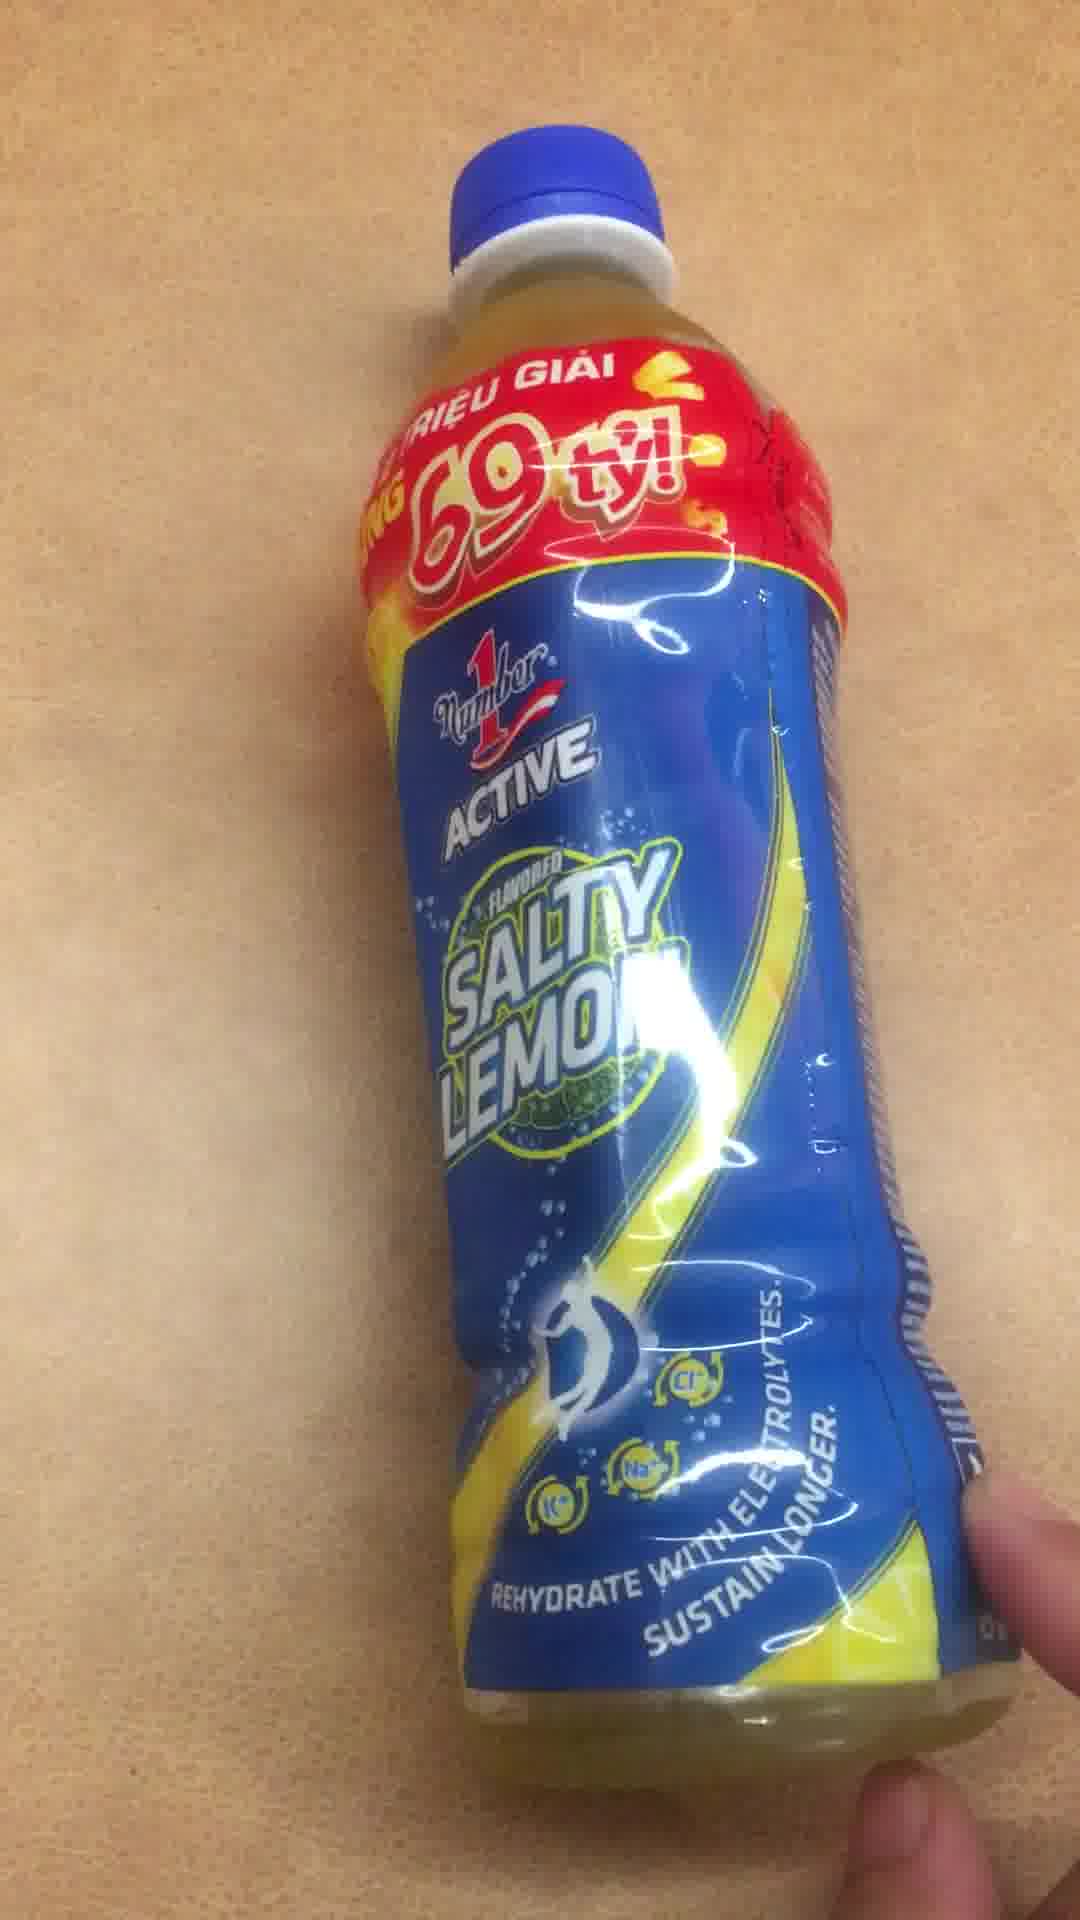 TRIỆU GIẢI
69 tỷ!
Number 1
ACTIVE
FLAVORED
SALTY
LEMON
Cl⁻
Na⁺
K⁺
REHYDRATE WITH ELECTROLYTES.
SUSTAIN LONGER.